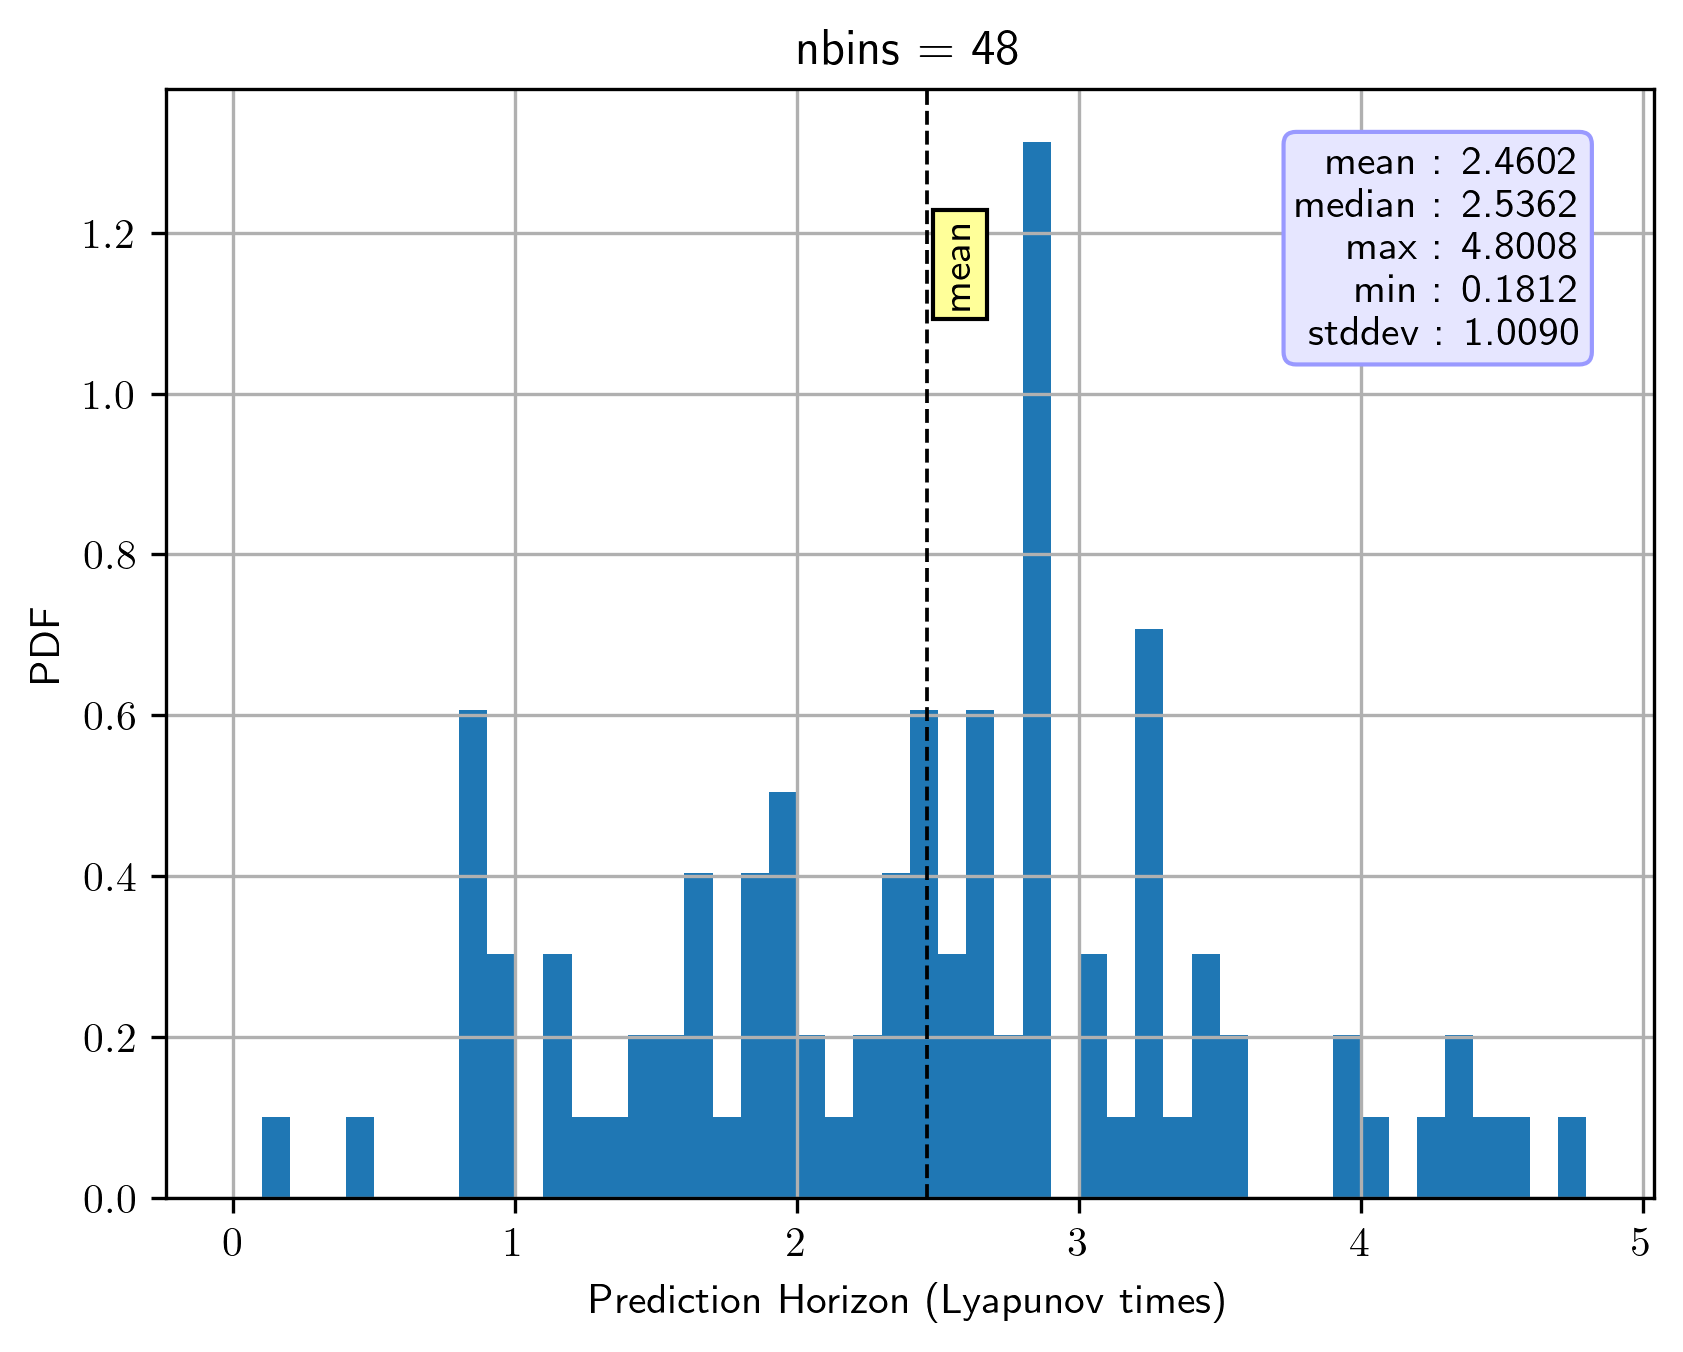 nbins = 48
mean : 2.4602
median : 2.5362
max : 4.8008
min : 0.1812
stddev : 1.0090
mean
PDF
1.2
1.0
0.8
0.6
0.4
0.2
0.0
0 1 2 3 4 5
Prediction Horizon (Lyapunov times)